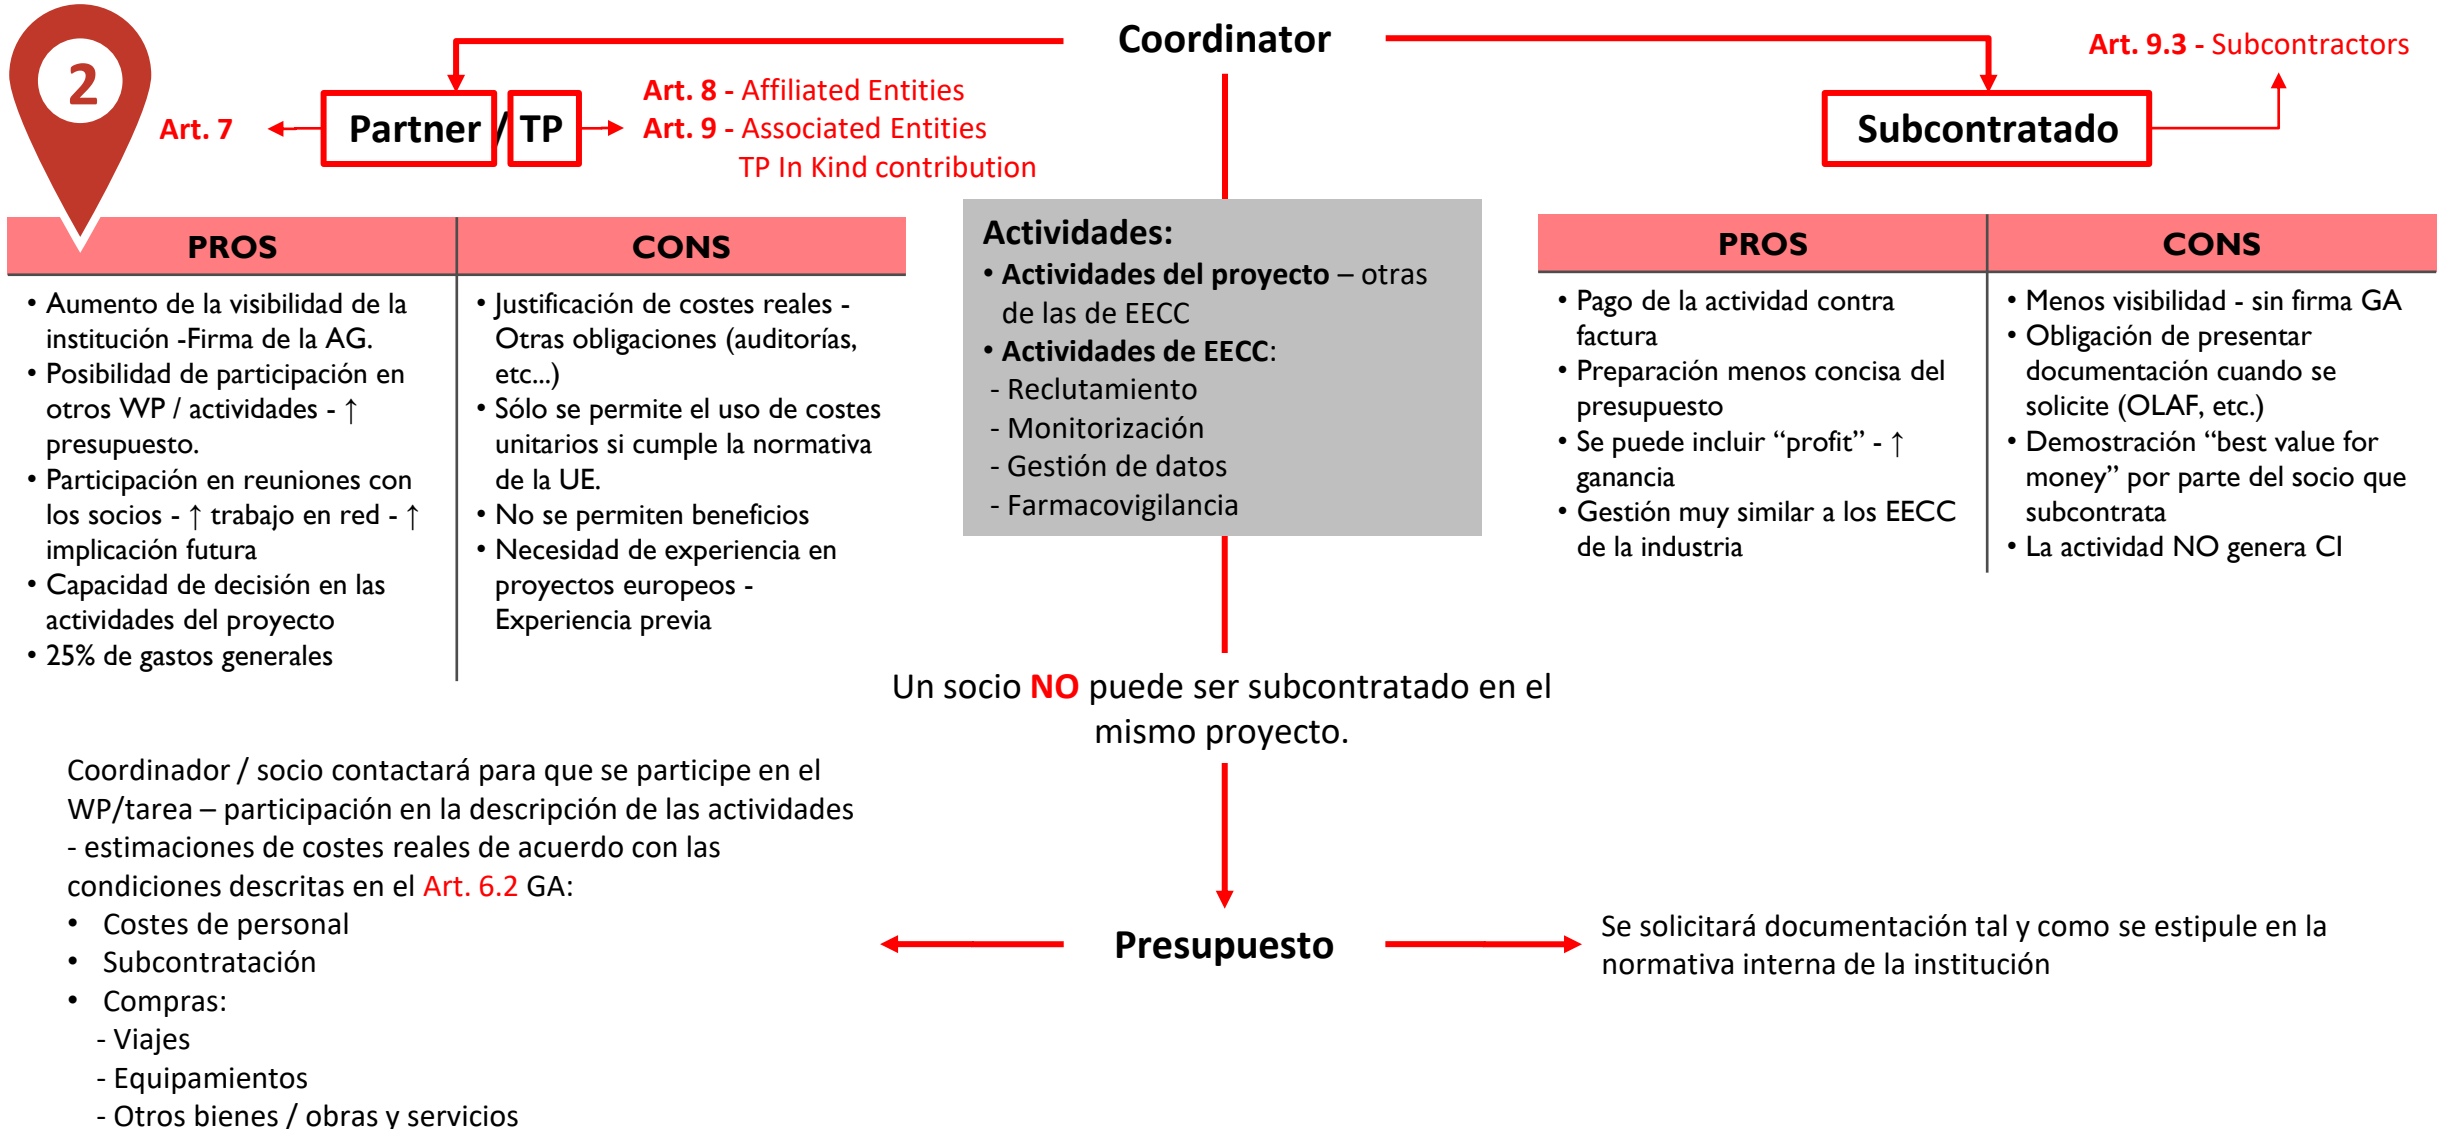 2
Coordinator
Art. 9.3 - Subcontractors
Art. 7
Partner / TP
Art. 8 - Affiliated Entities
Art. 9 - Associated Entities
TP In Kind contribution
Subcontratado
PROS
CONS
• Aumento de la visibilidad de la
institución -Firma de la AG.
• Posibilidad de participación en
otros WP / actividades - ↑
presupuesto.
• Participación en reuniones con
los socios - ↑ trabajo en red - ↑
implicación futura
• Capacidad de decisión en las
actividades del proyecto
• 25% de gastos generales
• Justificación de costes reales -
Otras obligaciones (auditorías,
etc...)
• Sólo se permite el uso de costes
unitarios si cumple la normativa
de la UE.
• No se permiten beneficios
• Necesidad de experiencia en
proyectos europeos -
Experiencia previa
Actividades:
• Actividades del proyecto – otras
de las de EECC
• Actividades de EECC:
- Reclutamiento
- Monitorización
- Gestión de datos
- Farmacovigilancia
PROS
CONS
• Pago de la actividad contra
factura
• Preparación menos concisa del
presupuesto
• Se puede incluir “profit” - ↑
ganancia
• Gestión muy similar a los EECC
de la industria
• Menos visibilidad - sin firma GA
• Obligación de presentar
documentación cuando se
solicite (OLAF, etc.)
• Demostración “best value for
money” por parte del socio que
subcontrata
• La actividad NO genera CI
Un socio NO puede ser subcontratado en el
mismo proyecto.
Coordinador / socio contactará para que se participe en el
WP/tarea – participación en la descripción de las actividades
- estimaciones de costes reales de acuerdo con las
condiciones descritas en el Art. 6.2 GA:
• Costes de personal
• Subcontratación
• Compras:
- Viajes
- Equipamientos
- Otros bienes / obras y servicios
Presupuesto
Se solicitará documentación tal y como se estipule en la
normativa interna de la institución